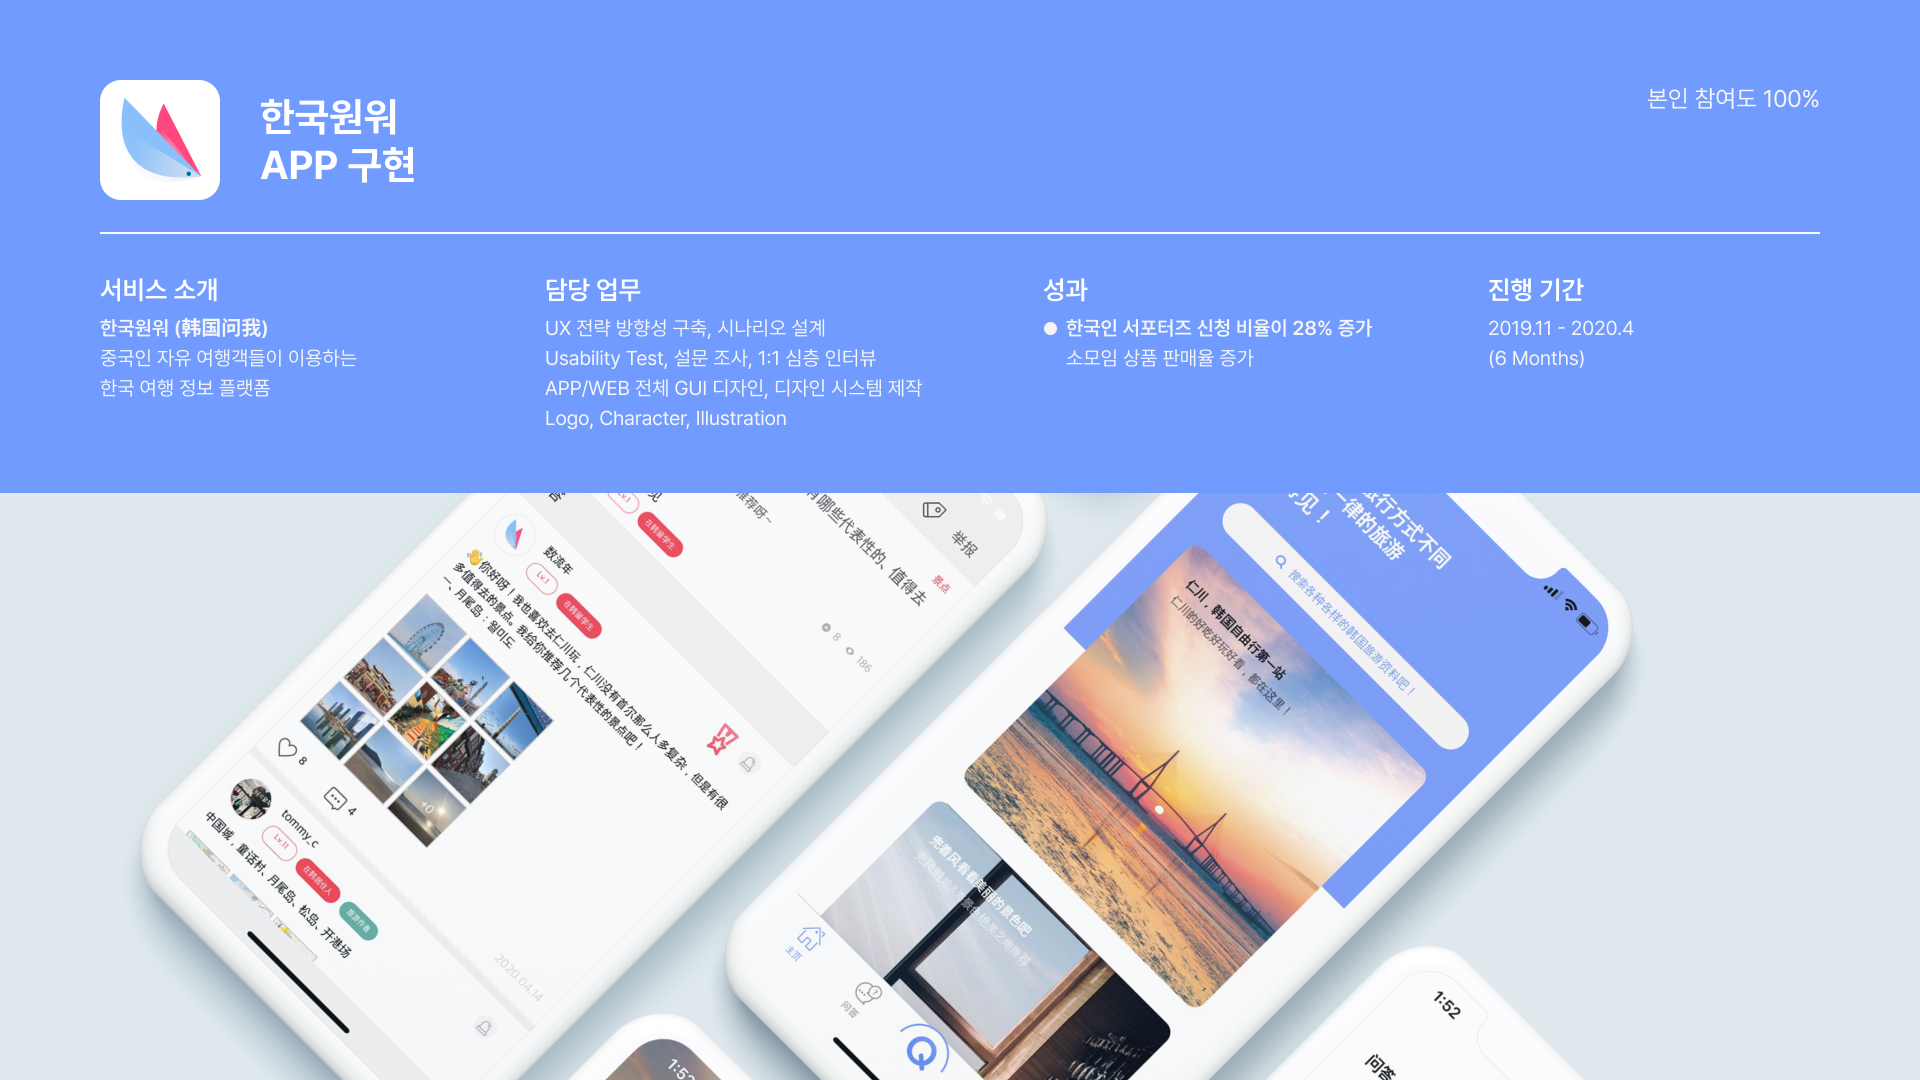 한국원워
APP 구현
본인 참여도 100%
서비스 소개
한국원워 (韩国问我)
중국인 자유 여행객들이 이용하는
한국 여행 정보 플랫폼
담당 업무
UX 전략 방향성 구축, 시나리오 설계
Usability Test, 설문 조사, 1:1 심층 인터뷰
APP/WEB 전체 GUI 디자인, 디자인 시스템 제작
Logo, Character, Illustration
성과
한국인 서포터즈 신청 비율이 28% 증가
소모임 상품 판매율 증가
진행 기간
2019.11 - 2020.4
(6 Months)
举报
景点
有哪些代表性的、值得去
推荐呀~
8
186
Lv.1
在韩留学生
数流年
Lv.1
在韩留学生
👋你好呀！我也喜欢去仁川玩，仁川没有首尔那么人多复杂，但是有很
多值得去的景点。我给你推荐几个代表性的景点吧！
一、月尾岛：월미도
+0
8
4
tommy_c
Lv.11
在韩居住人
旅游作者
中国城，童话村、月尾岛、松岛、开港场
2020.04.14
旅行方式不同
律的旅游
见！
搜索各种各样的韩国旅游资料吧！
仁川，韩国自由行第一站
仁川的好吃好玩好看，都在这里！
兜着风看看美丽的景色吧
主页
问答
1:52
1:52
问答